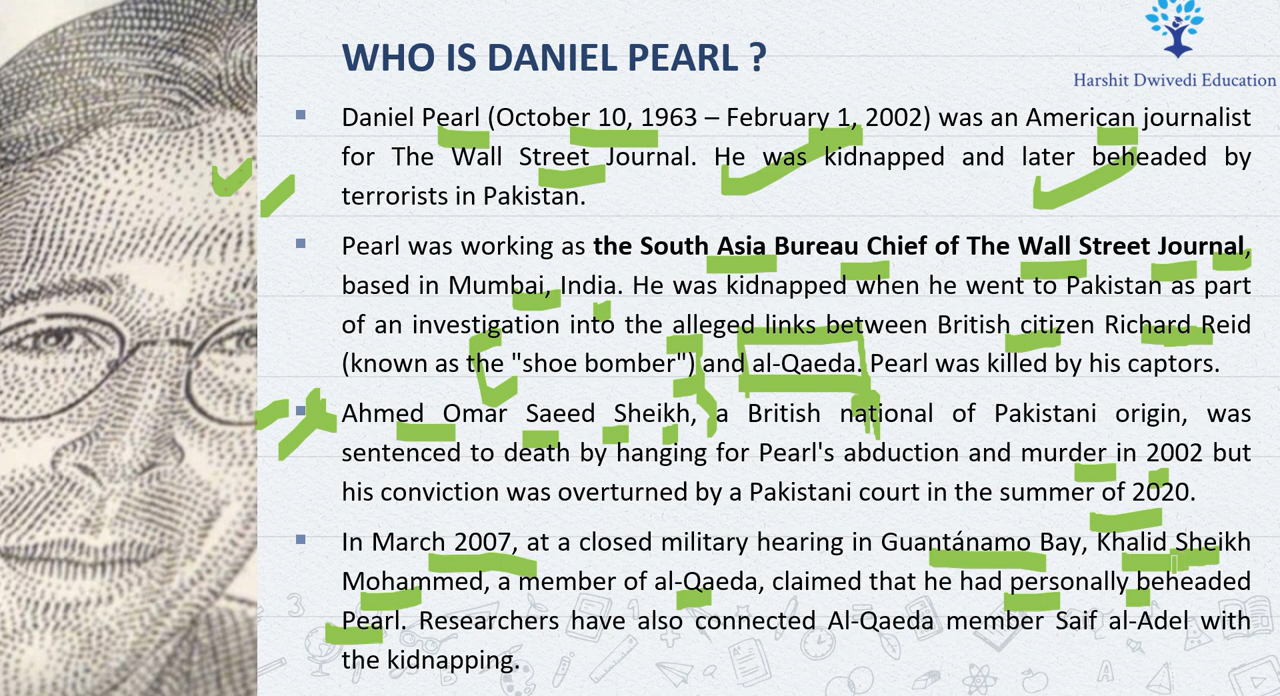 Harshit Dwivedi Education
WHO IS DANIEL PEARL ?
▪ Daniel Pearl (October 10, 1963 – February 1, 2002) was an American journalist
for The Wall Street Journal. He was kidnapped and later beheaded by
terrorists in Pakistan.
▪ Pearl was working as the South Asia Bureau Chief of The Wall Street Journal,
based in Mumbai, India. He was kidnapped when he went to Pakistan as part
of an investigation into the alleged links between British citizen Richard Reid
(known as the "shoe bomber") and al-Qaeda. Pearl was killed by his captors.
▪ Ahmed Omar Saeed Sheikh, a British national of Pakistani origin, was
sentenced to death by hanging for Pearl's abduction and murder in 2002 but
his conviction was overturned by a Pakistani court in the summer of 2020.
▪ In March 2007, at a closed military hearing in Guantánamo Bay, Khalid Sheikh
Mohammed, a member of al-Qaeda, claimed that he had personally beheaded
Pearl. Researchers have also connected Al-Qaeda member Saif al-Adel with
the kidnapping.